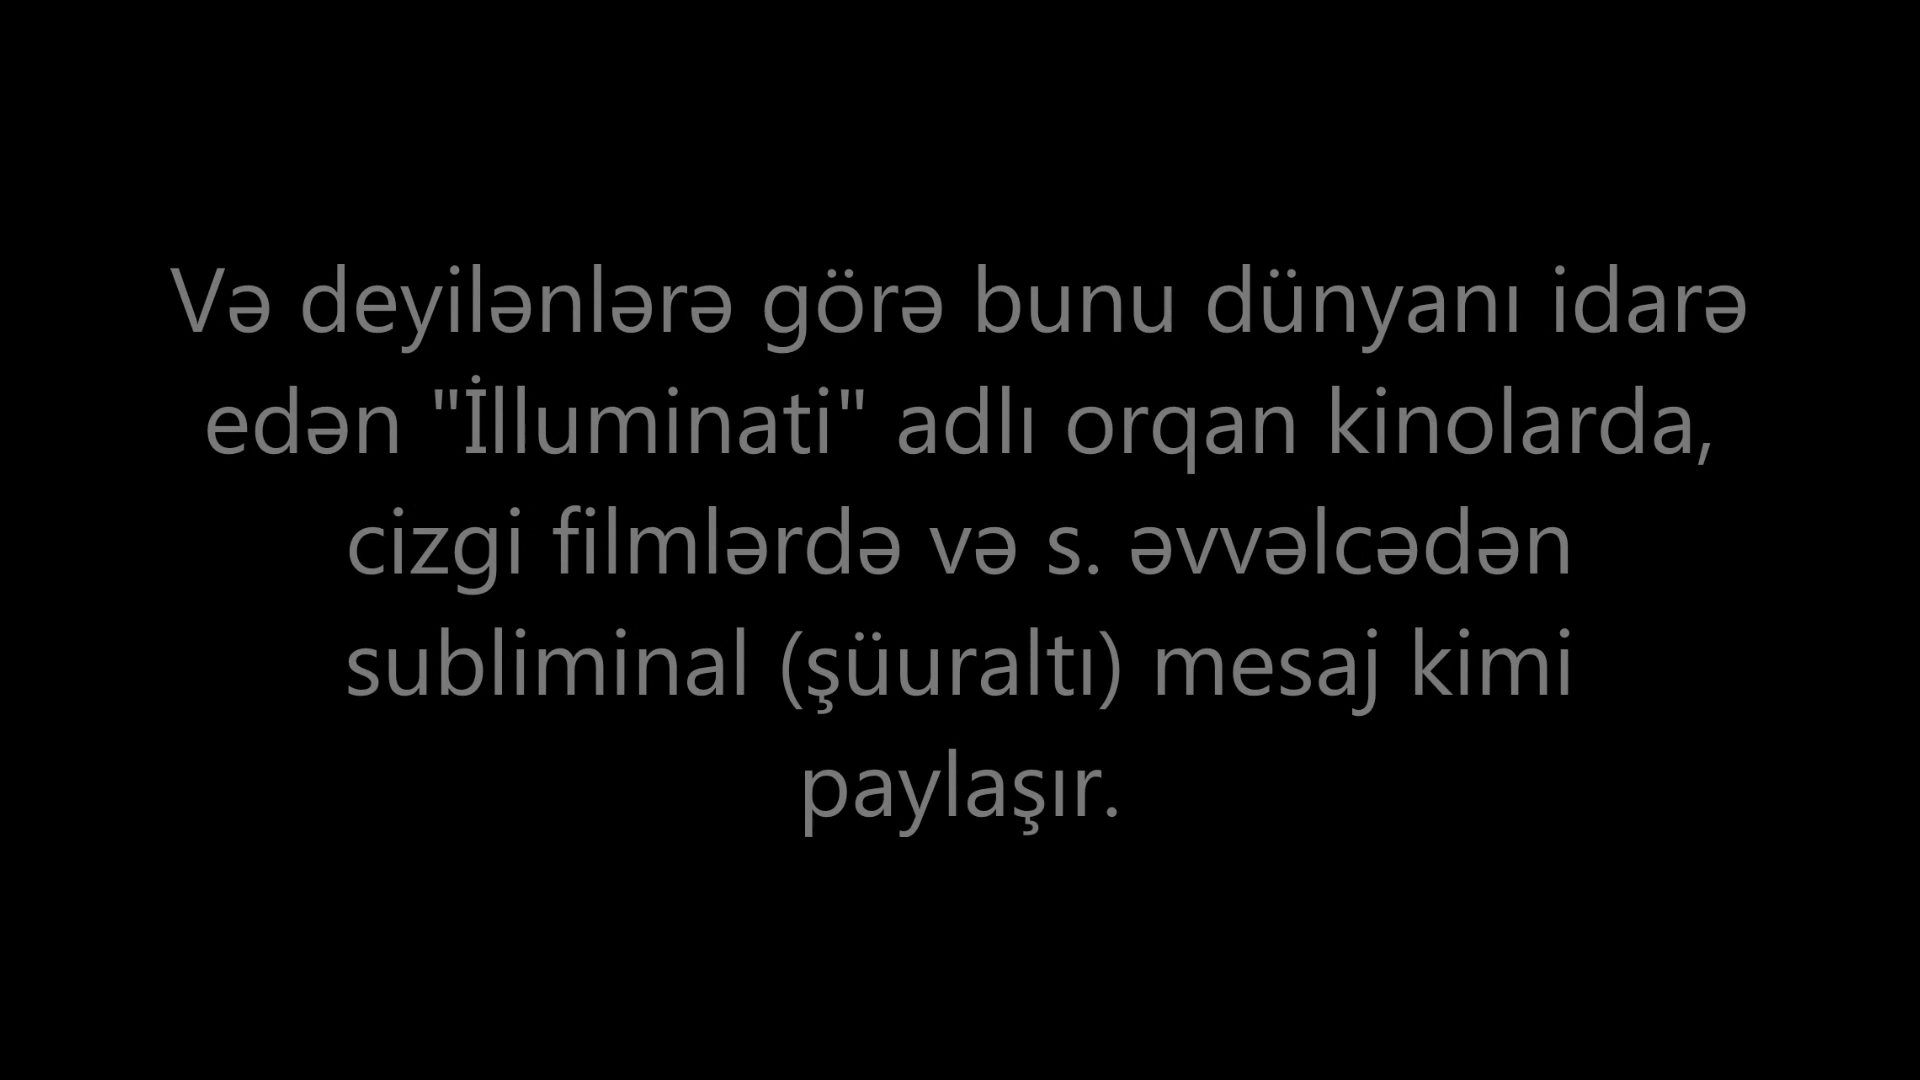 Və deyilənlərə görə bunu dünyanı idarə
edən "İlluminati" adlı orqan kinolarda,
cizgi filmlərdə və s. əvvəlcədən
subliminal (şüuraltı) mesaj kimi
paylaşır.